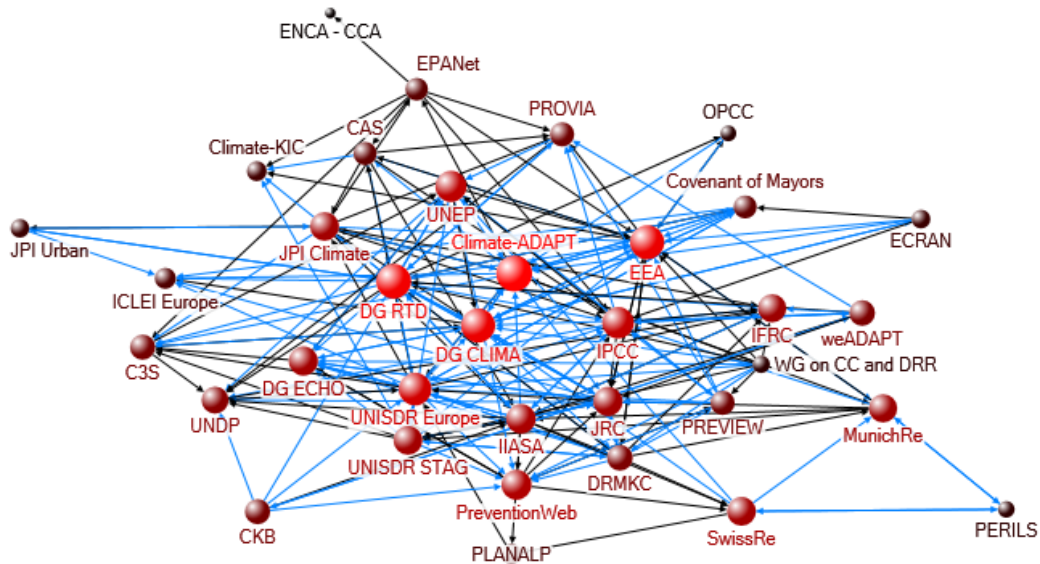 ENCA - CCA
EPANet
PROVIA
OPCC
CAS
Climate-KIC
Covenant of Mayors
UNEP
ECRAN
JPI Urban
JPI Climate
Climate-ADAPT
EEA
ICLEI Europe
DG RTD
IFRC
weADAPT
DG CLIMA
IPCC
WG on CC and DRR
C3S
DG ECHO
UNDP
UNISDR Europe
JRC
PREVIEW
MunichRe
IIASA
UNISDR STAG
DRMKC
PreventionWeb
CKB
SwissRe
PERILS
PLANALP